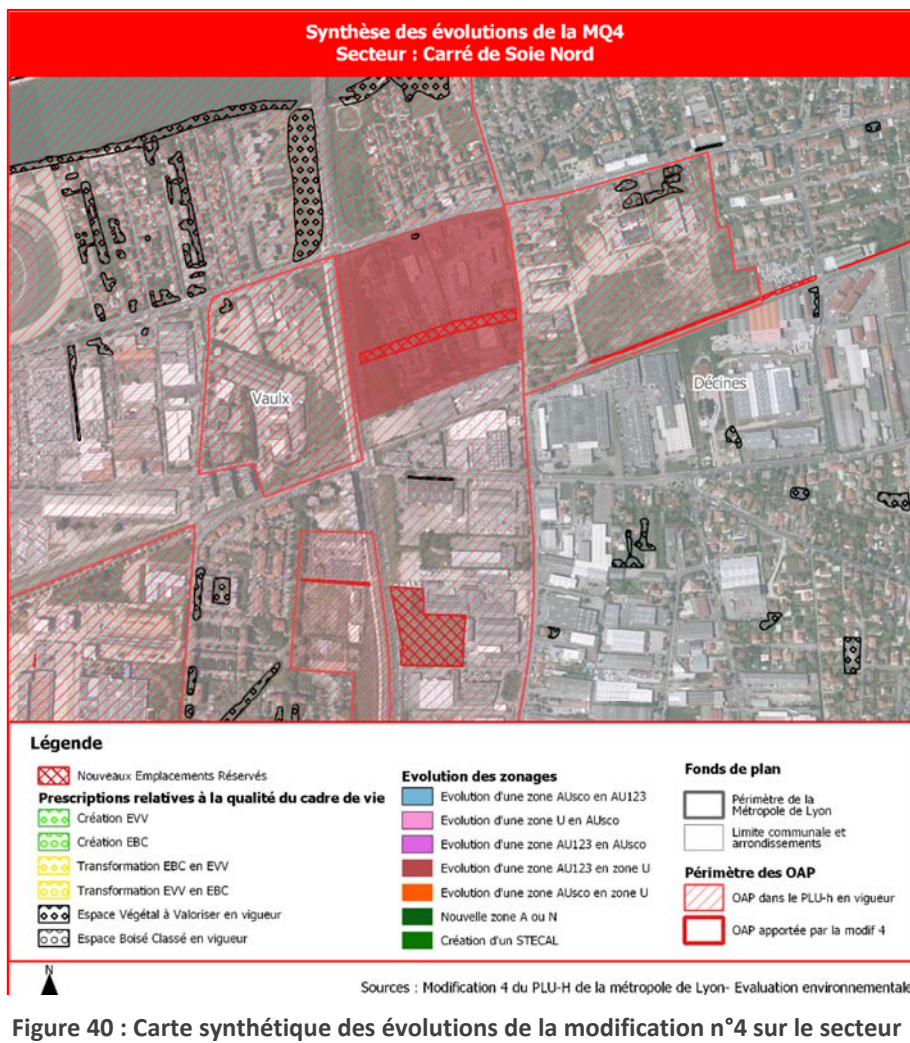 Synthèse des évolutions de la MQ4
Secteur : Carré de Soie Nord
Vaulx
Décines
Légende
Nouveaux Emplacements Réservés
Prescriptions relatives à la qualité du cadre de vie
Création EVV
Création EBC
Transformation EBC en EVV
Transformation EVV en EBC
Espace Végétal à Valoriser en vigueur
Espace Boisé Classé en vigueur
Evolution des zonages
Evolution d'une zone AUsco en AU123
Evolution d'une zone U en AUsco
Evolution d'une zone AU123 en AUsco
Evolution d'une zone AU123 en zone U
Evolution d'une zone AUsco en zone U
Nouvelle zone A ou N
Création d'un STECAL
Fonds de plan
Périmètre de la
Métropole de Lyon
Limite communale et
arrondissements
Périmètre des OAP
OAP dans le PLU-h en vigueur
OAP apportée par la modif 4
N
Sources : Modification 4 du PLU-H de la métropole de Lyon- Evaluation environnementale
Figure 40 : Carte synthétique des évolutions de la modification n°4 sur le secteur